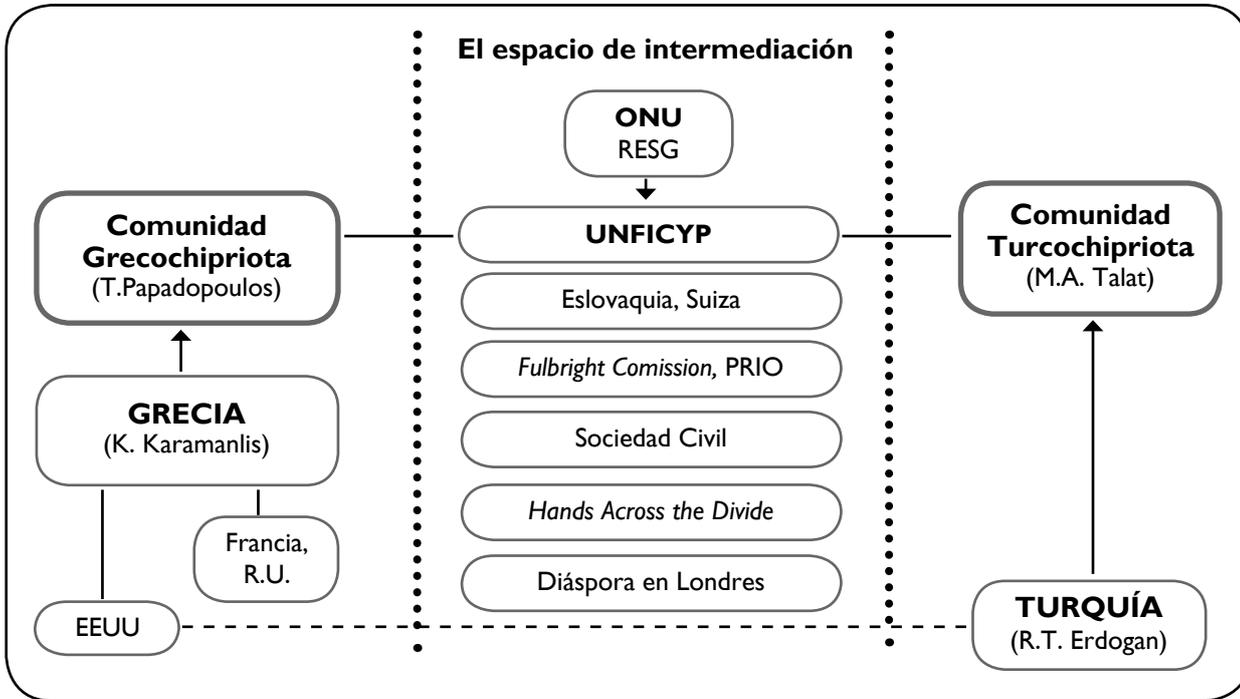 El espacio de intermediación
ONU
RESG
Comunidad
Grecochipriota
(T.Papadopoulos)
UNFICYP
Comunidad
Turcochipriota
(M.A. Talat)
Eslovaquia, Suiza
Fulbright Comission, PRIO
GRECIA
(K. Karamanlis)
Sociedad Civil
Hands Across the Divide
Francia,
R.U.
Diáspora en Londres
EEUU
TURQUÍA
(R.T. Erdogan)